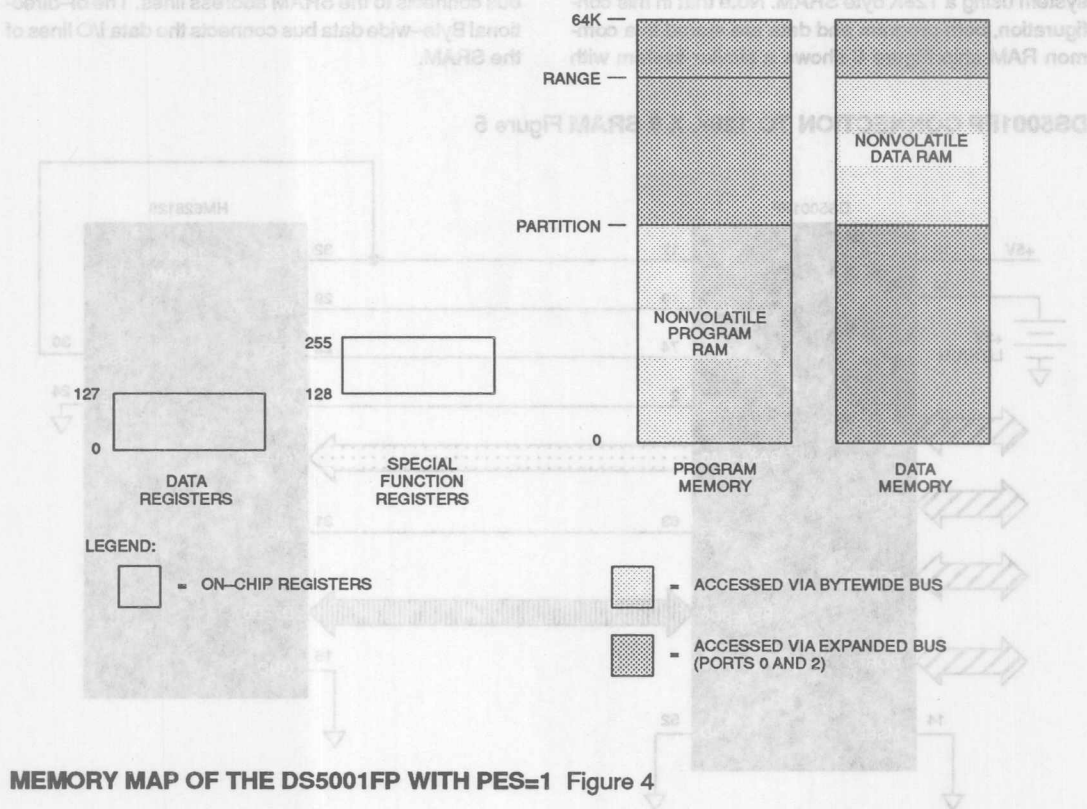 64K
RANGE
NONVOLATILE
DATA RAM
PARTITION
NONVOLATILE
PROGRAM
RAM
255
128
127
0
0
DATA
REGISTERS
SPECIAL
FUNCTION
REGISTERS
PROGRAM
MEMORY
DATA
MEMORY
LEGEND:
= ON–CHIP REGISTERS
= ACCESSED VIA BYTEWIDE BUS
= ACCESSED VIA EXPANDED BUS
(PORTS 0 AND 2)
MEMORY MAP OF THE DS5001FP WITH PES=1 Figure 4